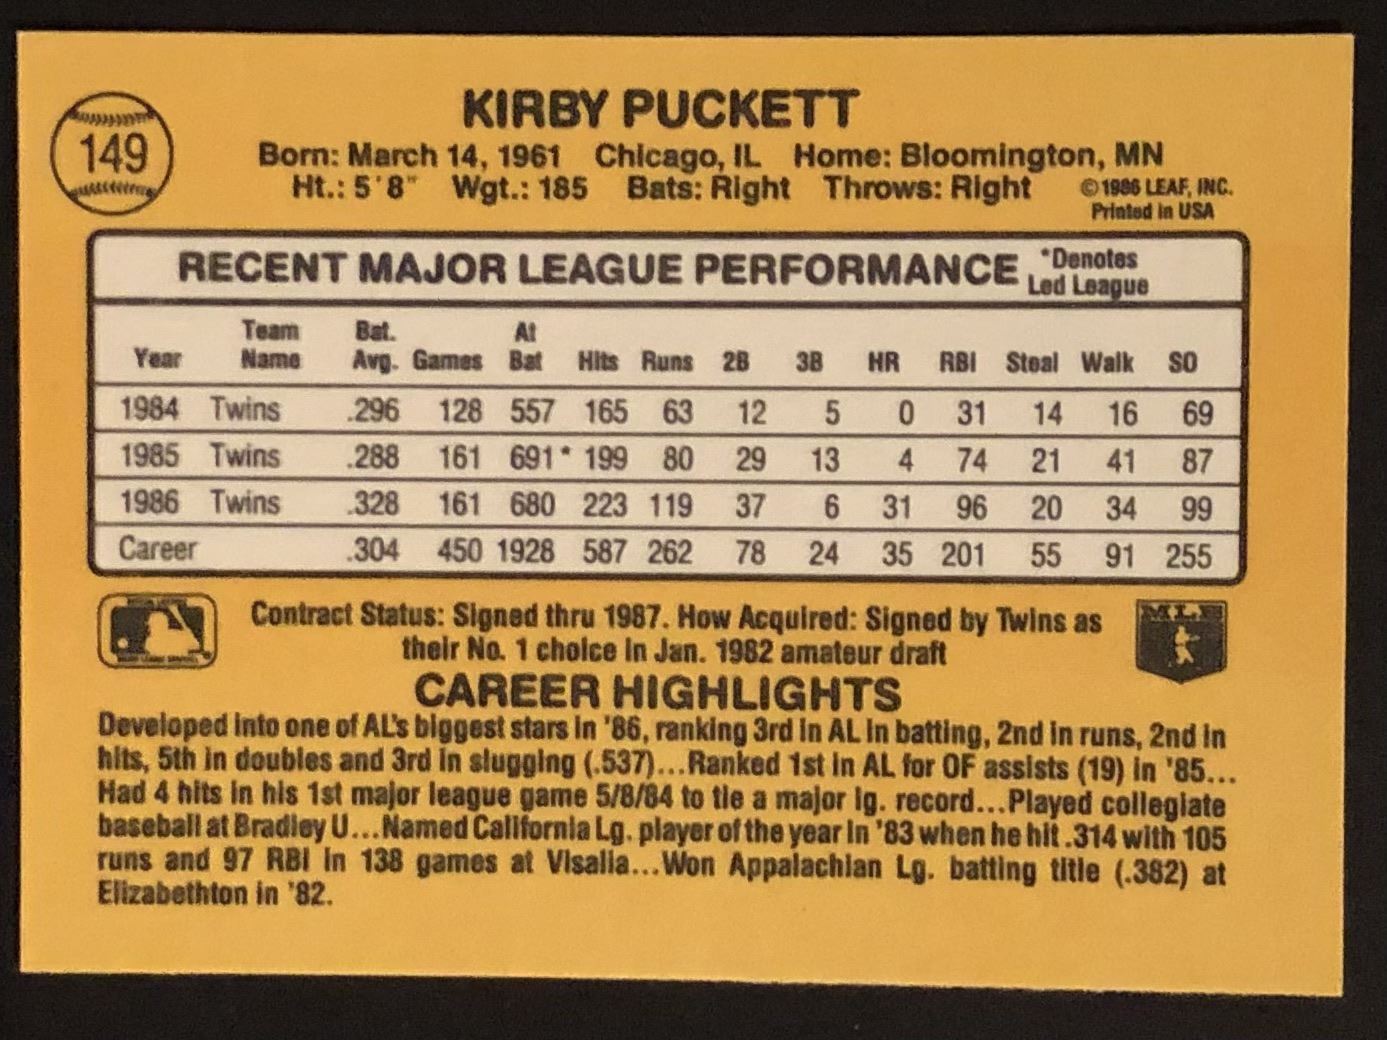 149
KIRBY PUCKETT
Born: March 14, 1961 Chicago, IL Home: Bloomington, MN
Ht.: 5'8" Wgt.: 185 Bats: Right Throws: Right ©1986 LEAF, INC.
Printed in USA
RECENT MAJOR LEAGUE PERFORMANCE *Denotes Led League
Year Team Name Bat. Avg. Games At Bat Hits Runs 2B 3B HR RBI Steal Walk SO
1984 Twins .296 128 557 165 63 12 5 0 31 14 16 69
1985 Twins .288 161 691* 199 80 29 13 4 74 21 41 87
1986 Twins .328 161 680 223 119 37 6 31 96 20 34 99
Career .304 450 1928 587 262 78 24 35 201 55 91 255
Contract Status: Signed thru 1987. How Acquired: Signed by Twins as
their No. 1 choice in Jan. 1982 amateur draft
CAREER HIGHLIGHTS
Developed into one of AL's biggest stars in '86, ranking 3rd in AL in batting, 2nd in runs, 2nd in
hits, 5th in doubles and 3rd in slugging (.537)...Ranked 1st in AL for OF assists (19) in '85...
Had 4 hits in his 1st major league game 5/8/84 to tie a major lg. record...Played collegiate
baseball at Bradley U...Named California Lg. player of the year in '83 when he hit .314 with 105
runs and 97 RBI in 138 games at Visalia...Won Appalachian Lg. batting title (.382) at
Elizabethton in '82.